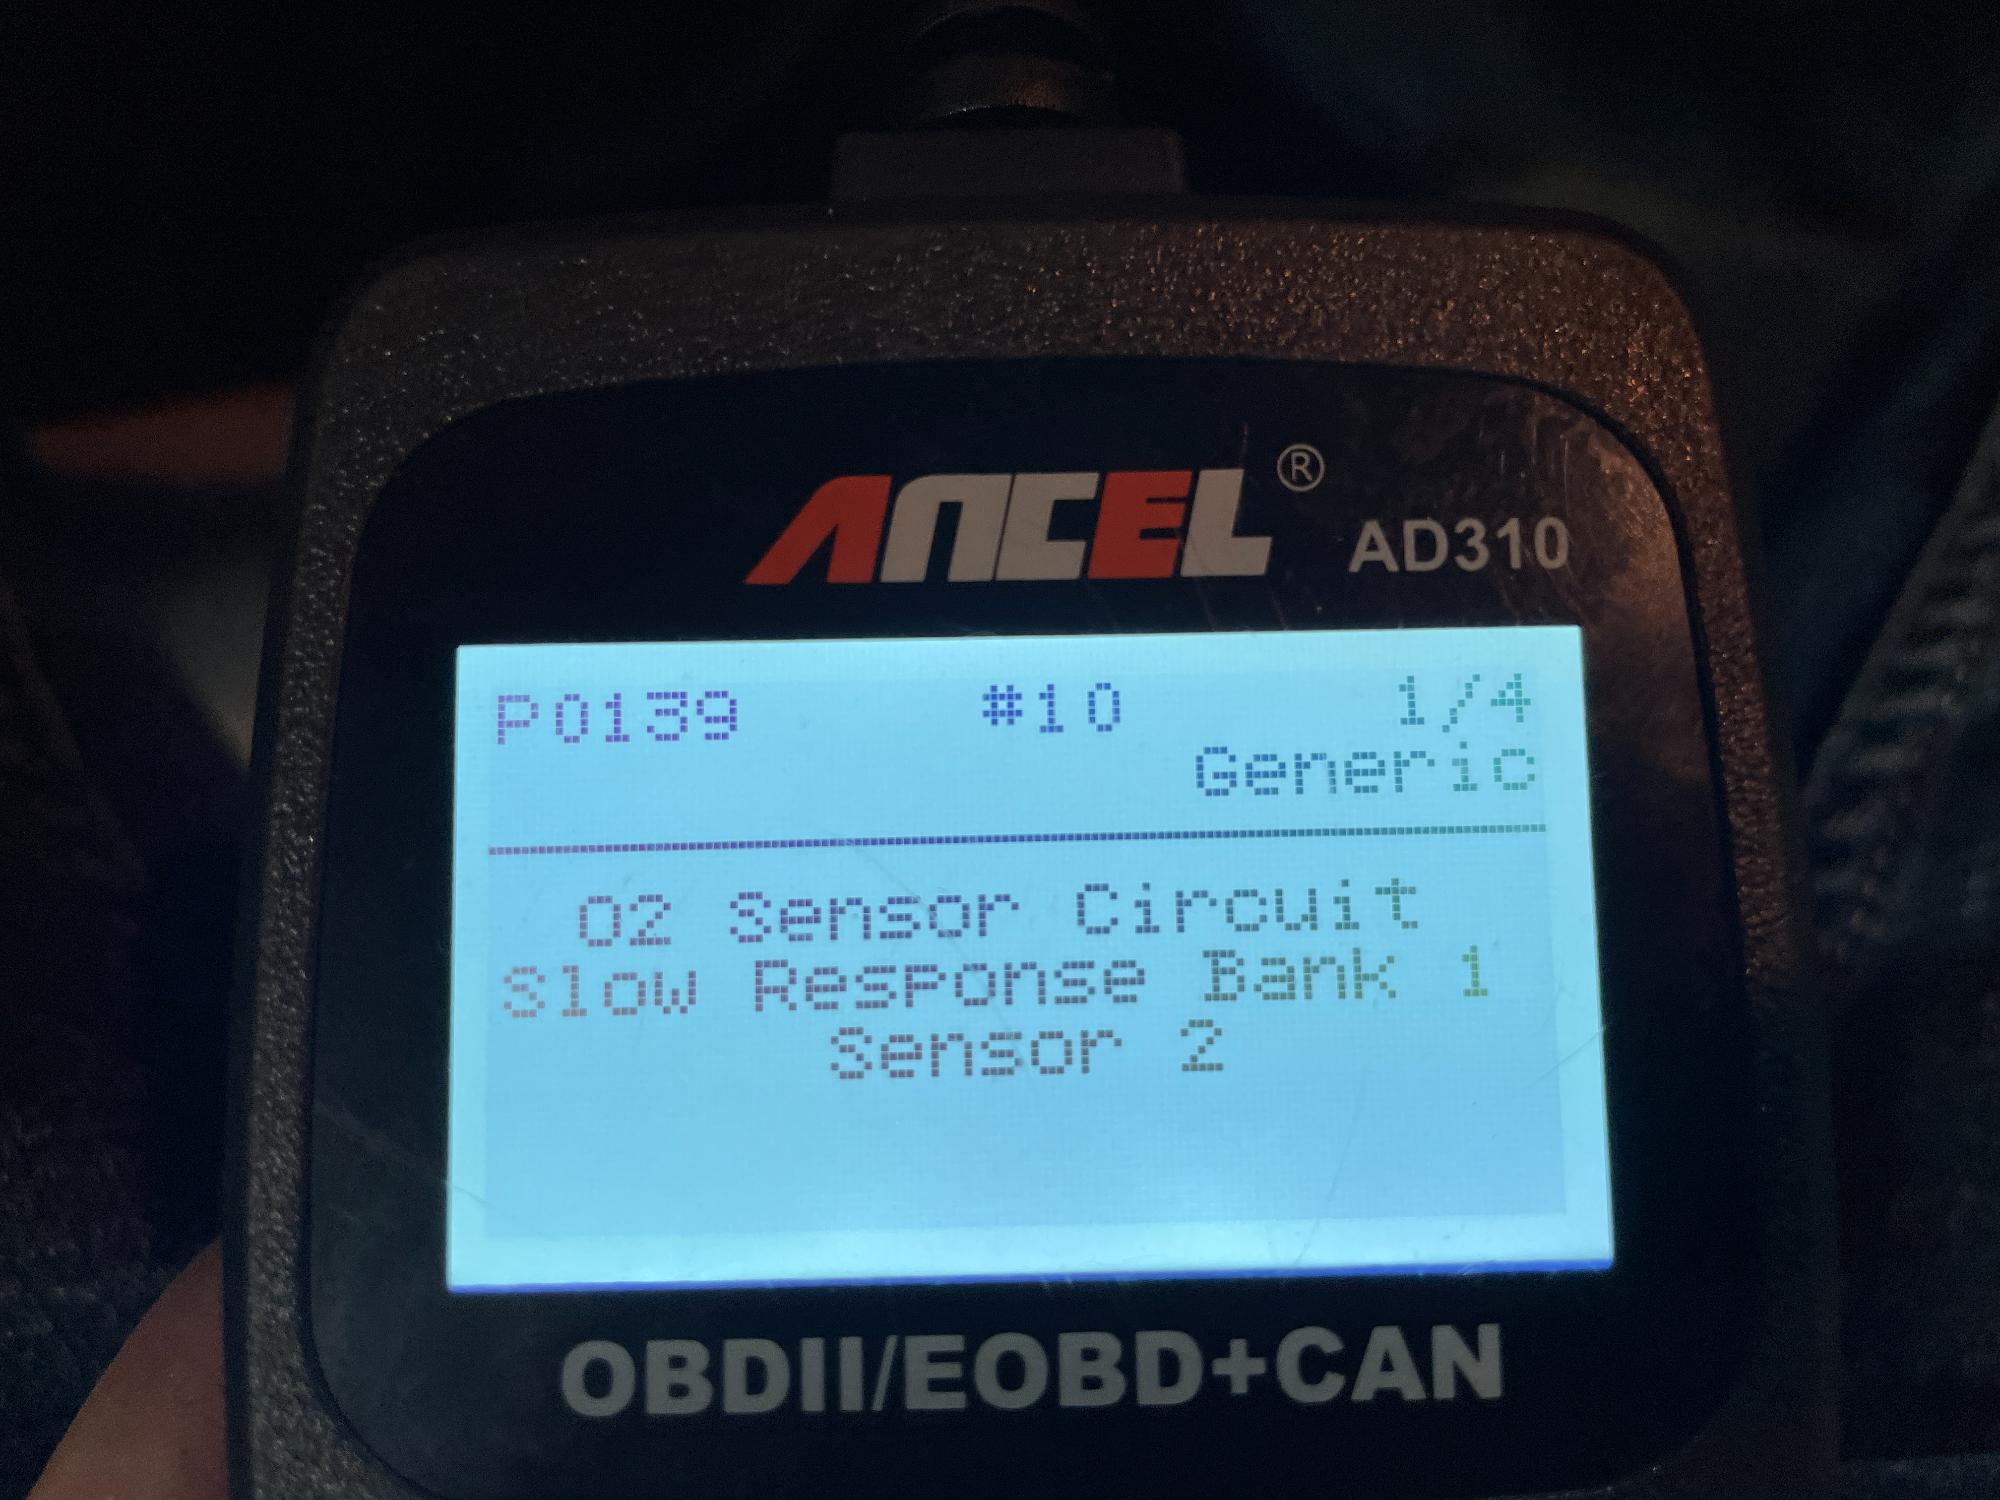 ANCEL®
AD310
P0139 #10 1/4
Generic
O2 Sensor Circuit
Slow Response Bank 1
Sensor 2
OBDII/EOBD+CAN